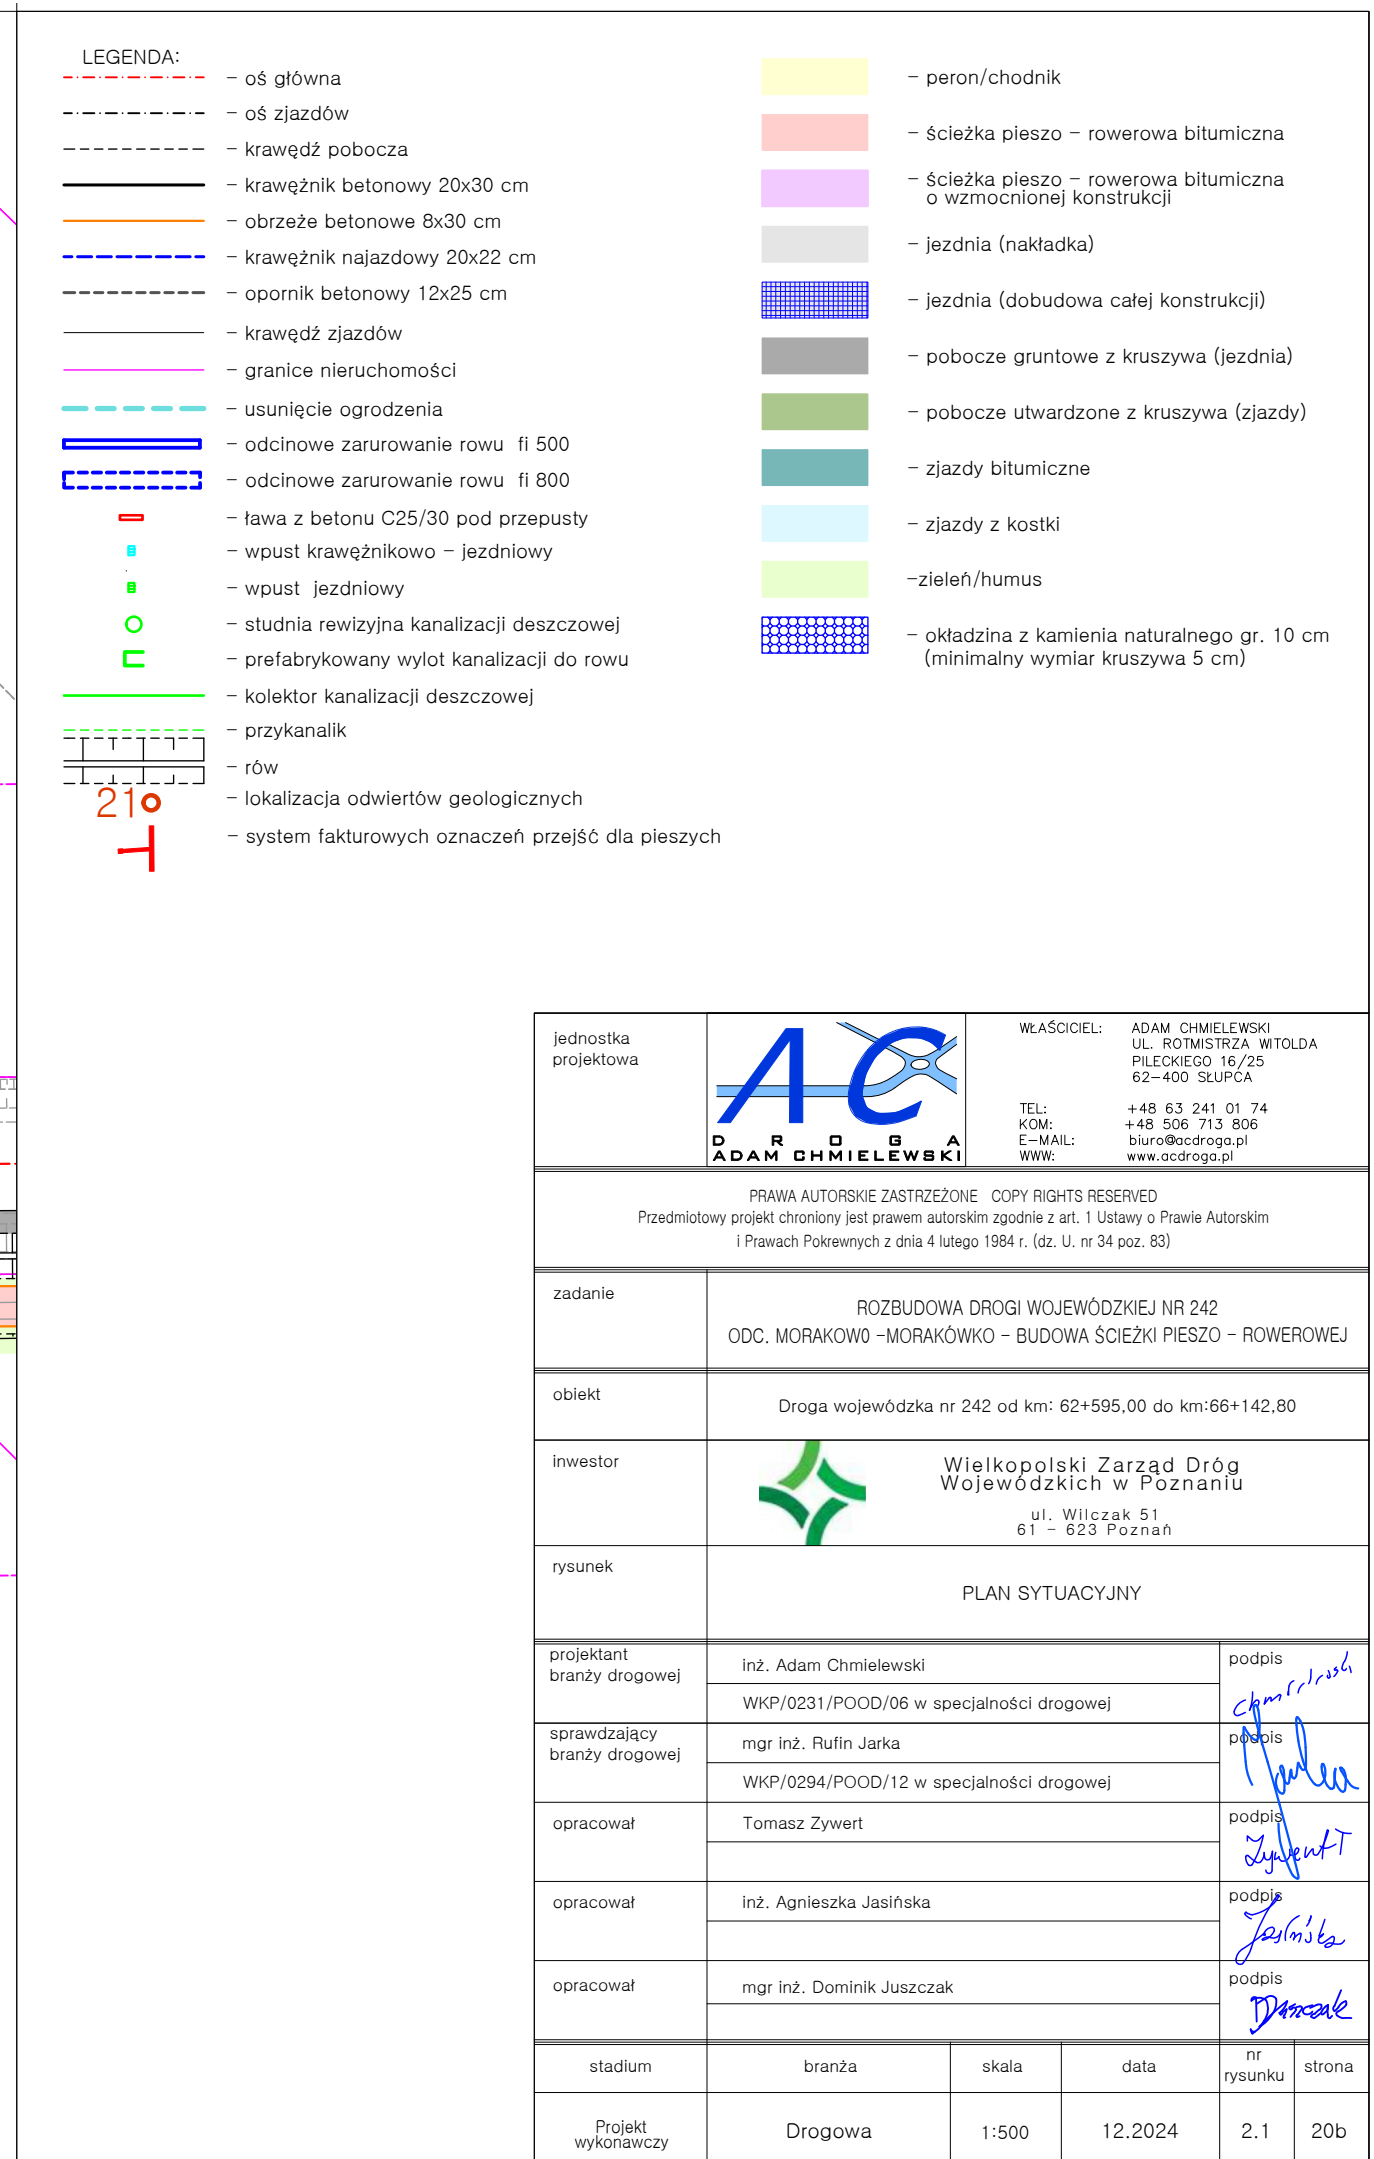 LEGENDA:
- oś główna
- oś zjazdów
- krawędź pobocza
- krawężnik betonowy 20x30 cm
- obrzeże betonowe 8x30 cm
- krawężnik najazdowy 20x22 cm
- opornik betonowy 12x25 cm
- krawędź zjazdów
- granice nieruchomości
- usunięcie ogrodzenia
- odcinowe zarurowanie rowu fi 500
- odcinowe zarurowanie rowu fi 800
- ława z betonu C25/30 pod przepusty
- wpust krawężnikowo - jezdniowy
- wpust jezdniowy
- studnia rewizyjna kanalizacji deszczowej
- prefabrykowany wylot kanalizacji do rowu
- kolektor kanalizacji deszczowej
- przykanalik
- rów
21 - lokalizacja odwiertów geologicznych
- system fakturowych oznaczeń przejść dla pieszych
- peron/chodnik
- ścieżka pieszo - rowerowa bitumiczna
- ścieżka pieszo - rowerowa bitumiczna
o wzmocnionej konstrukcji
- jezdnia (nakładka)
- jezdnia (dobudowa całej konstrukcji)
- pobocze gruntowe z kruszywa (jezdnia)
- pobocze utwardzone z kruszywa (zjazdy)
- zjazdy bitumiczne
- zjazdy z kostki
-zieleń/humus
- okładzina z kamienia naturalnego gr. 10 cm
(minimalny wymiar kruszywa 5 cm)
jednostka
projektowa
AC
DROGA
ADAM CHMIELEWSKI
WŁAŚCICIEL: ADAM CHMIELEWSKI
UL. ROTMISTRZA WITOLDA
PILECKIEGO 16/25
62-400 SŁUPCA
TEL: +48 63 241 01 74
KOM: +48 506 713 806
E-MAIL: biuro@acdroga.pl
WWW: www.acdroga.pl
PRAWA AUTORSKIE ZASTRZEŻONE COPY RIGHTS RESERVED
Przedmiotowy projekt chroniony jest prawem autorskim zgodnie z art. 1 Ustawy o Prawie Autorskim
i Prawach Pokrewnych z dnia 4 lutego 1984 r. (dz. U. nr 34 poz. 83)
zadanie
ROZBUDOWA DROGI WOJEWÓDZKIEJ NR 242
ODC. MORAKOW0 -MORAKÓWKO - BUDOWA ŚCIEŻKI PIESZO - ROWEROWEJ
obiekt
Droga wojewódzka nr 242 od km: 62+595,00 do km:66+142,80
inwestor
Wielkopolski Zarząd Dróg
Wojewódzkich w Poznaniu
ul. Wilczak 51
61 - 623 Poznań
rysunek
PLAN SYTUACYJNY
projektant
branży drogowej
inż. Adam Chmielewski
WKP/0231/POOD/06 w specjalności drogowej
podpis
sprawdzający
branży drogowej
mgr inż. Rufin Jarka
WKP/0294/POOD/12 w specjalności drogowej
podpis
opracował
Tomasz Zywert
podpis
Zywert T
opracował
inż. Agnieszka Jasińska
podpis
Jasińska
opracował
mgr inż. Dominik Juszczak
podpis
stadium branża skala data nr rysunku strona
Projekt
wykonawczy
Drogowa 1:500 12.2024 2.1 20b